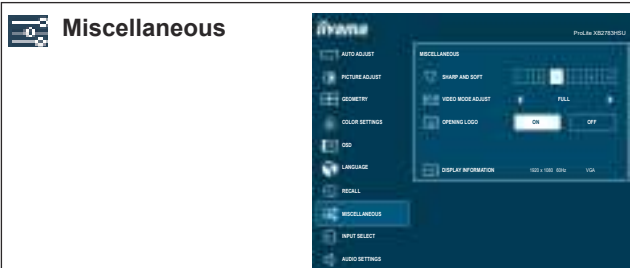 Miscellaneous
iiyama
ProLite XB2783HSU
AUTO ADJUST
PICTURE ADJUST
GEOMETRY
COLOR SETTINGS
OSD
LANGUAGE
RECALL
MISCELLANEOUS
INPUT SELECT
AUDIO SETTINGS
MISCELLANEOUS
SHARP AND SOFT
VIDEO MODE ADJUST FULL
OPENING LOGO ON OFF
DISPLAY INFORMATION 1920 x 1080 60Hz VGA